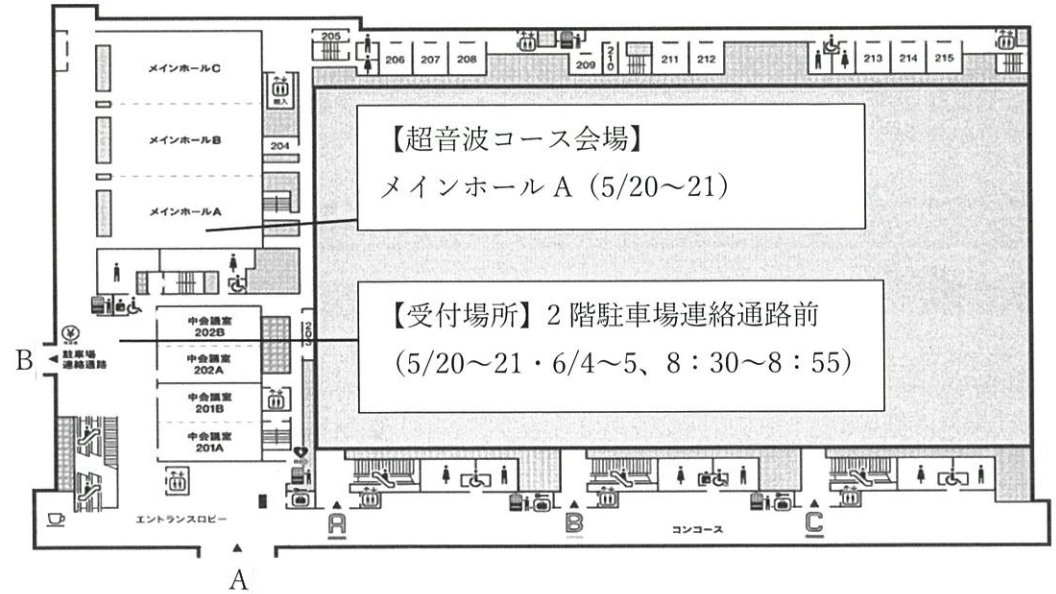 205
206
207
208
209
210
211
212
213
214
215
メインホールC
搬入
メインホールB
204
メインホールA
【超音波コース会場】
メインホール A（5/20～21）
【受付場所】2 階駐車場連絡通路前
（5/20～21・6/4～5、8：30～8：55）
中会議室
202B
中会議室
202A
中会議室
201B
中会議室
201A
B
駐車場
連絡通路
エントランスロビー
A
B
C
コンコース
A